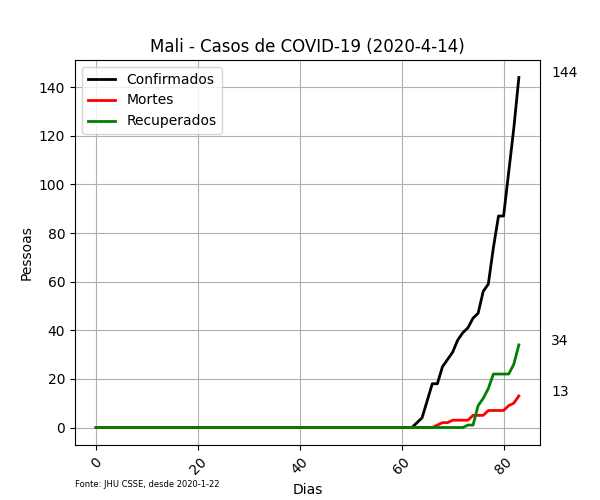 Mali - Casos de COVID-19 (2020-4-14)
Confirmados
Mortes
Recuperados
144
34
13
Pessoas
140
120
100
80
60
40
20
0
0 20 40 60 80
Dias
Fonte: JHU CSSE, desde 2020-1-22